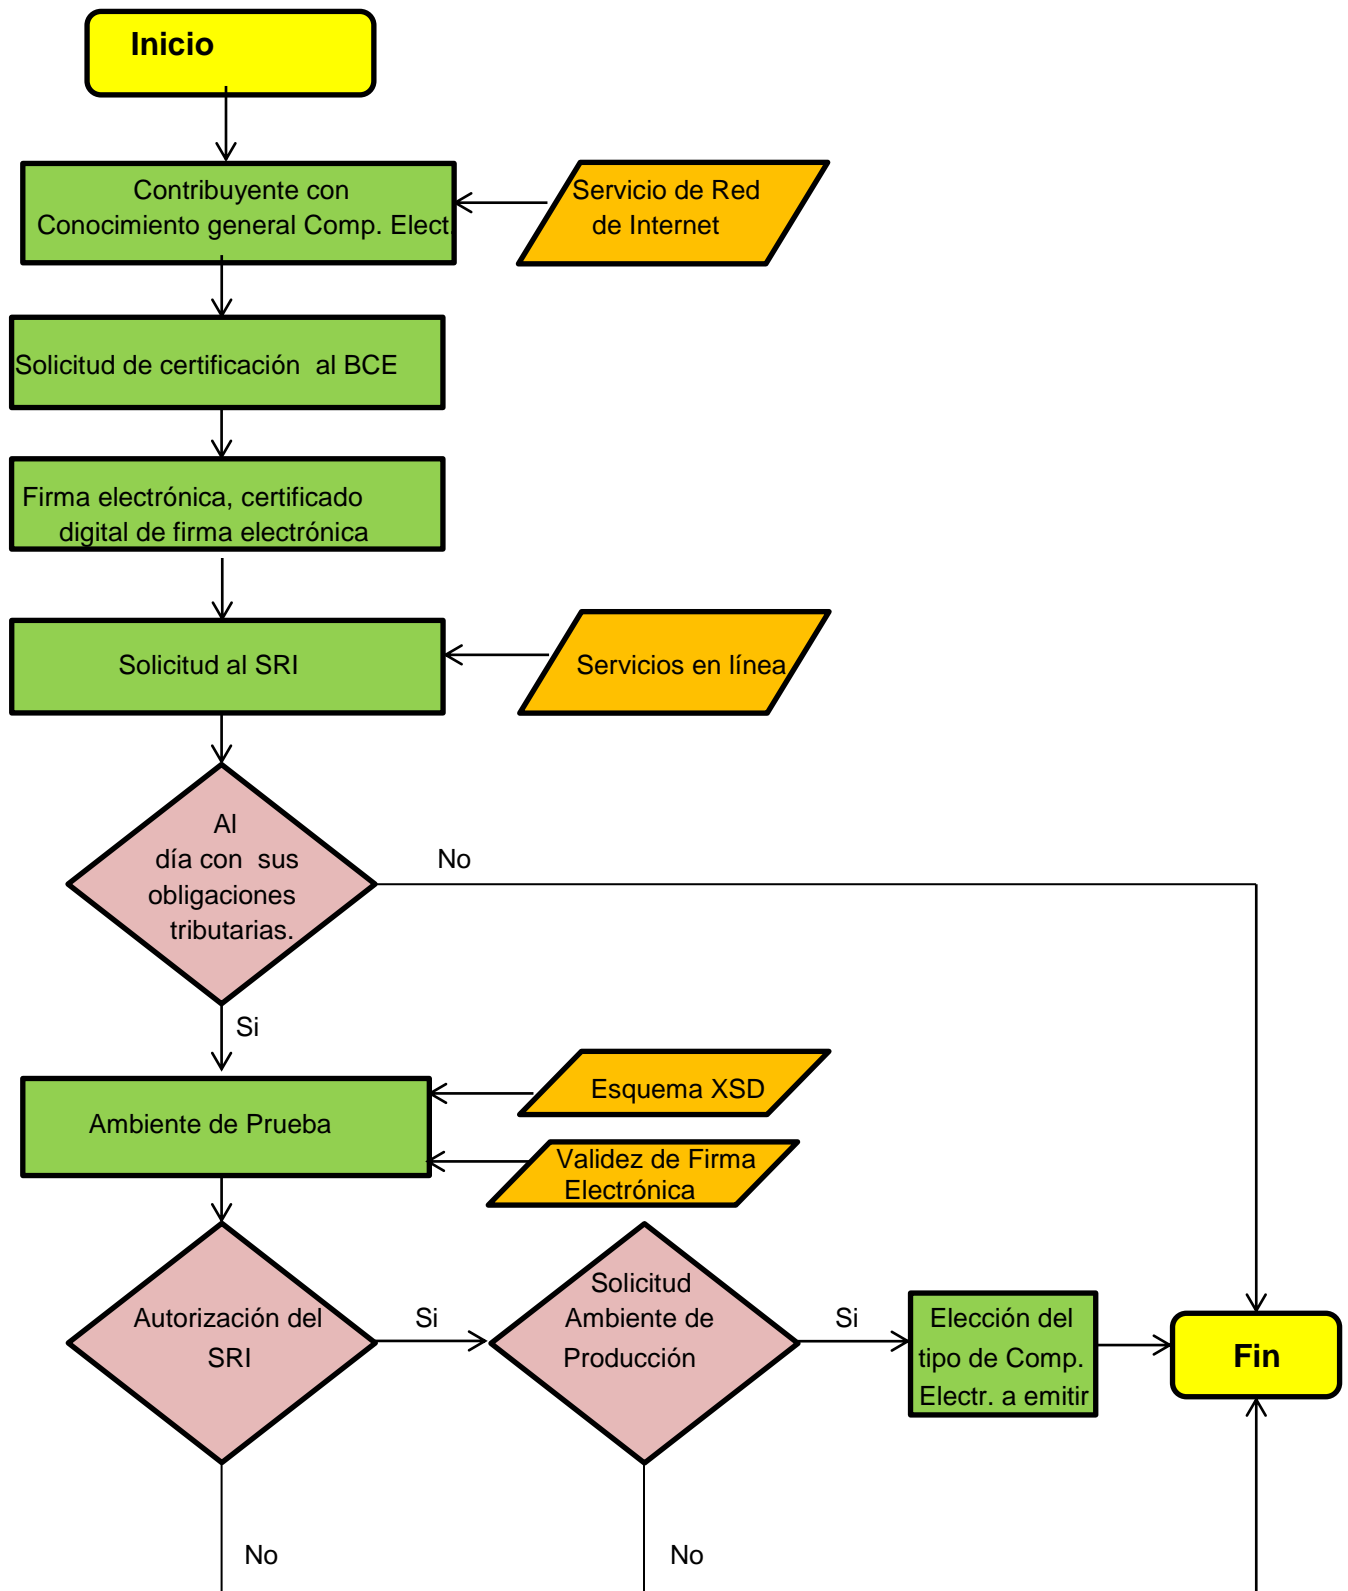 Inicio
Contribuyente con
Conocimiento general Comp. Elect.
Servicio de Red
de Internet
Solicitud de certificación al BCE
Firma electrónica, certificado
digital de firma electrónica
Solicitud al SRI
Servicios en línea
Al
día con sus
obligaciones
tributarias.
No
Si
Ambiente de Prueba
Esquema XSD
Validez de Firma
Electrónica
Autorización del
SRI
Si
Solicitud
Ambiente de
Producción
Si
Elección del
tipo de Comp.
Electr. a emitir
Fin
No
No